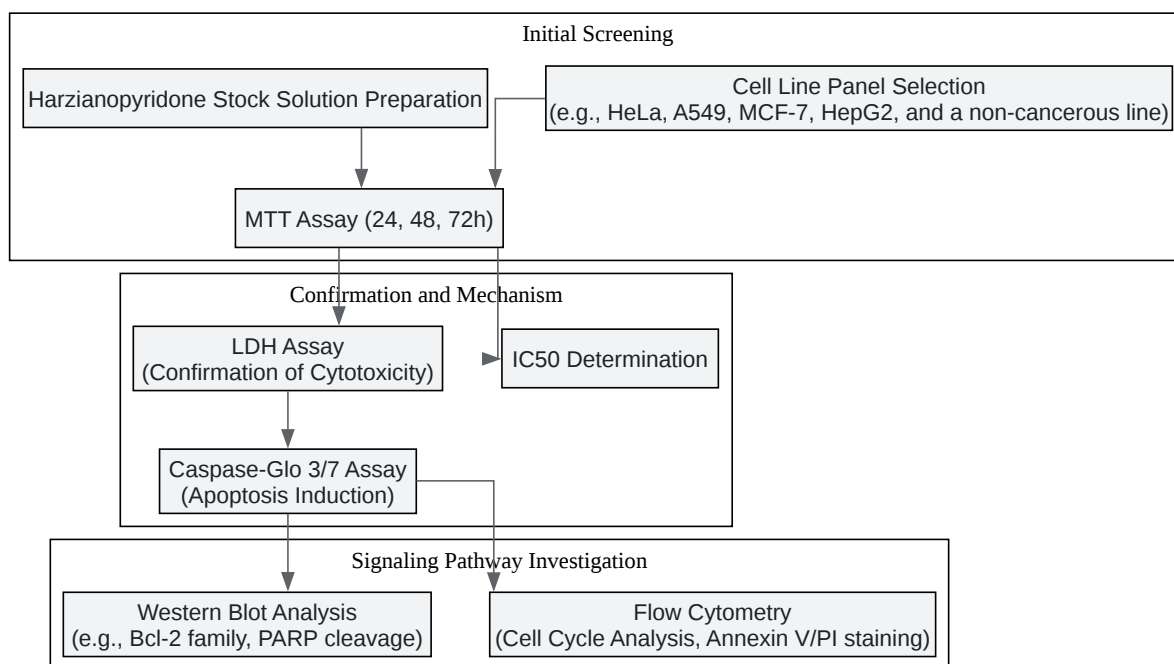 Initial Screening
Harzianopyridone Stock Solution Preparation
Cell Line Panel Selection
(e.g., HeLa, A549, MCF-7, HepG2, and a non-cancerous line)
MTT Assay (24, 48, 72h)
Confirmation and Mechanism
LDH Assay
(Confirmation of Cytotoxicity)
IC50 Determination
Caspase-Glo 3/7 Assay
(Apoptosis Induction)
Signaling Pathway Investigation
Western Blot Analysis
(e.g., Bcl-2 family, PARP cleavage)
Flow Cytometry
(Cell Cycle Analysis, Annexin V/PI staining)